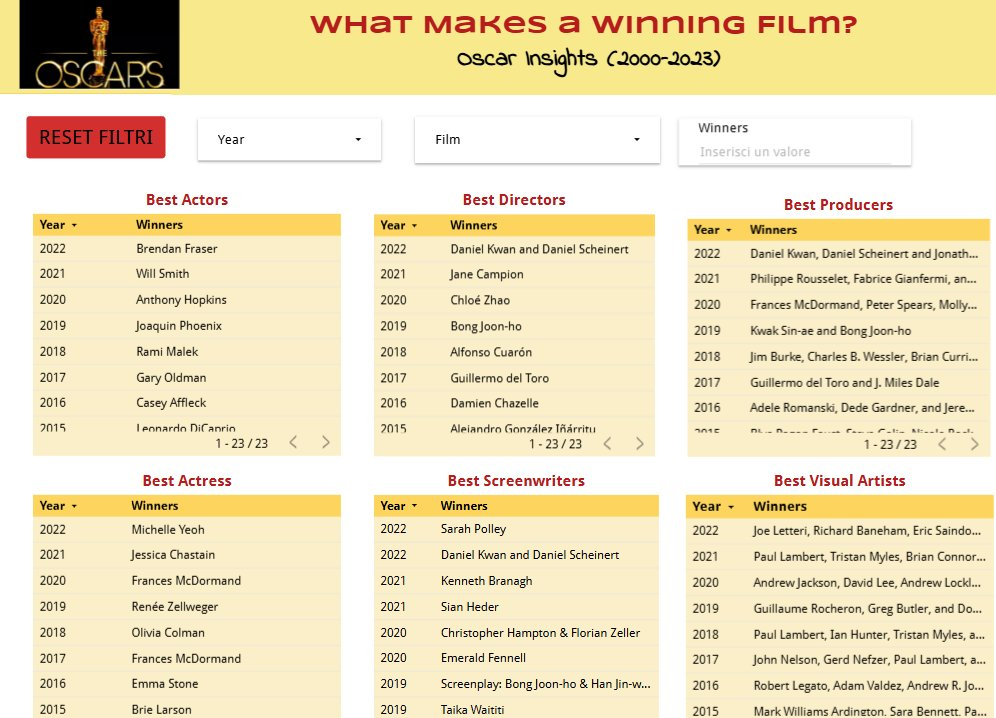 THE
OSCARS
What Makes a Winning Film?
Oscar Insights (2000-2023)
RESET FILTRI
Year
Film
Winners
Inserisci un valore
Best Actors
Year Winners
2022 Brendan Fraser
2021 Will Smith
2020 Anthony Hopkins
2019 Joaquin Phoenix
2018 Rami Malek
2017 Gary Oldman
2016 Casey Affleck
2015 Leonardo DiCaprio
1 - 23 / 23
Best Directors
Year Winners
2022 Daniel Kwan and Daniel Scheinert
2021 Jane Campion
2020 Chloé Zhao
2019 Bong Joon-ho
2018 Alfonso Cuarón
2017 Guillermo del Toro
2016 Damien Chazelle
2015 Alejandro González Iñárritu
1 - 23 / 23
Best Producers
Year Winners
2022 Daniel Kwan, Daniel Scheinert and Jonath...
2021 Philippe Rousselet, Fabrice Gianfermi, an...
2020 Frances McDormand, Peter Spears, Molly...
2019 Kwak Sin-ae and Bong Joon-ho
2018 Jim Burke, Charles B. Wessler, Brian Curri...
2017 Guillermo del Toro and J. Miles Dale
2016 Adele Romanski, Dede Gardner, and Jere...
2015
1 - 23 / 23
Best Actress
Year Winners
2022 Michelle Yeoh
2021 Jessica Chastain
2020 Frances McDormand
2019 Renée Zellweger
2018 Olivia Colman
2017 Frances McDormand
2016 Emma Stone
2015 Brie Larson
Best Screenwriters
Year Winners
2022 Sarah Polley
2022 Daniel Kwan and Daniel Scheinert
2021 Kenneth Branagh
2021 Sian Heder
2020 Christopher Hampton & Florian Zeller
2020 Emerald Fennell
2019 Screenplay: Bong Joon-ho & Han Jin-w...
2019 Taika Waititi
Best Visual Artists
Year Winners
2022 Joe Letteri, Richard Baneham, Eric Saindo...
2021 Paul Lambert, Tristan Myles, Brian Connor...
2020 Andrew Jackson, David Lee, Andrew Lockl...
2019 Guillaume Rocheron, Greg Butler, and Do...
2018 Paul Lambert, Ian Hunter, Tristan Myles, a...
2017 John Nelson, Gerd Nefzer, Paul Lambert, a...
2016 Robert Legato, Adam Valdez, Andrew R. Jo...
2015 Mark Williams Ardington, Sara Bennett, Pa...